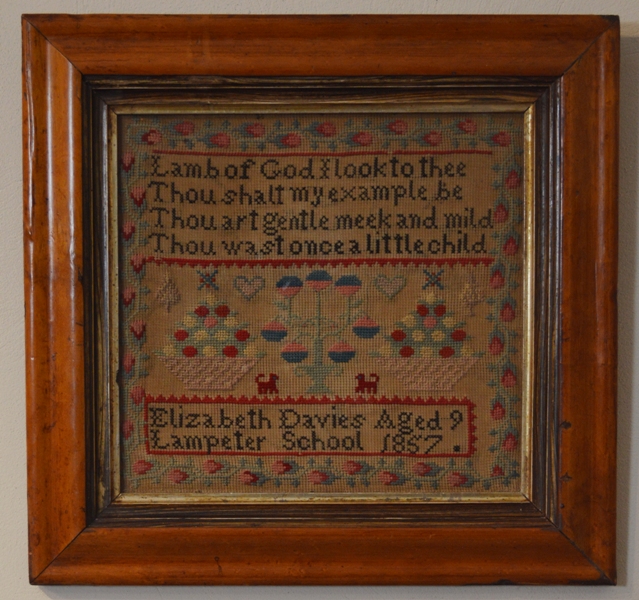 Lamb of God I look to thee
Thou shalt my example be
Thou art gentle meek and mild
Thou wast once a little child
Elizabeth Davies Aged 9
Lampeter School 1857.